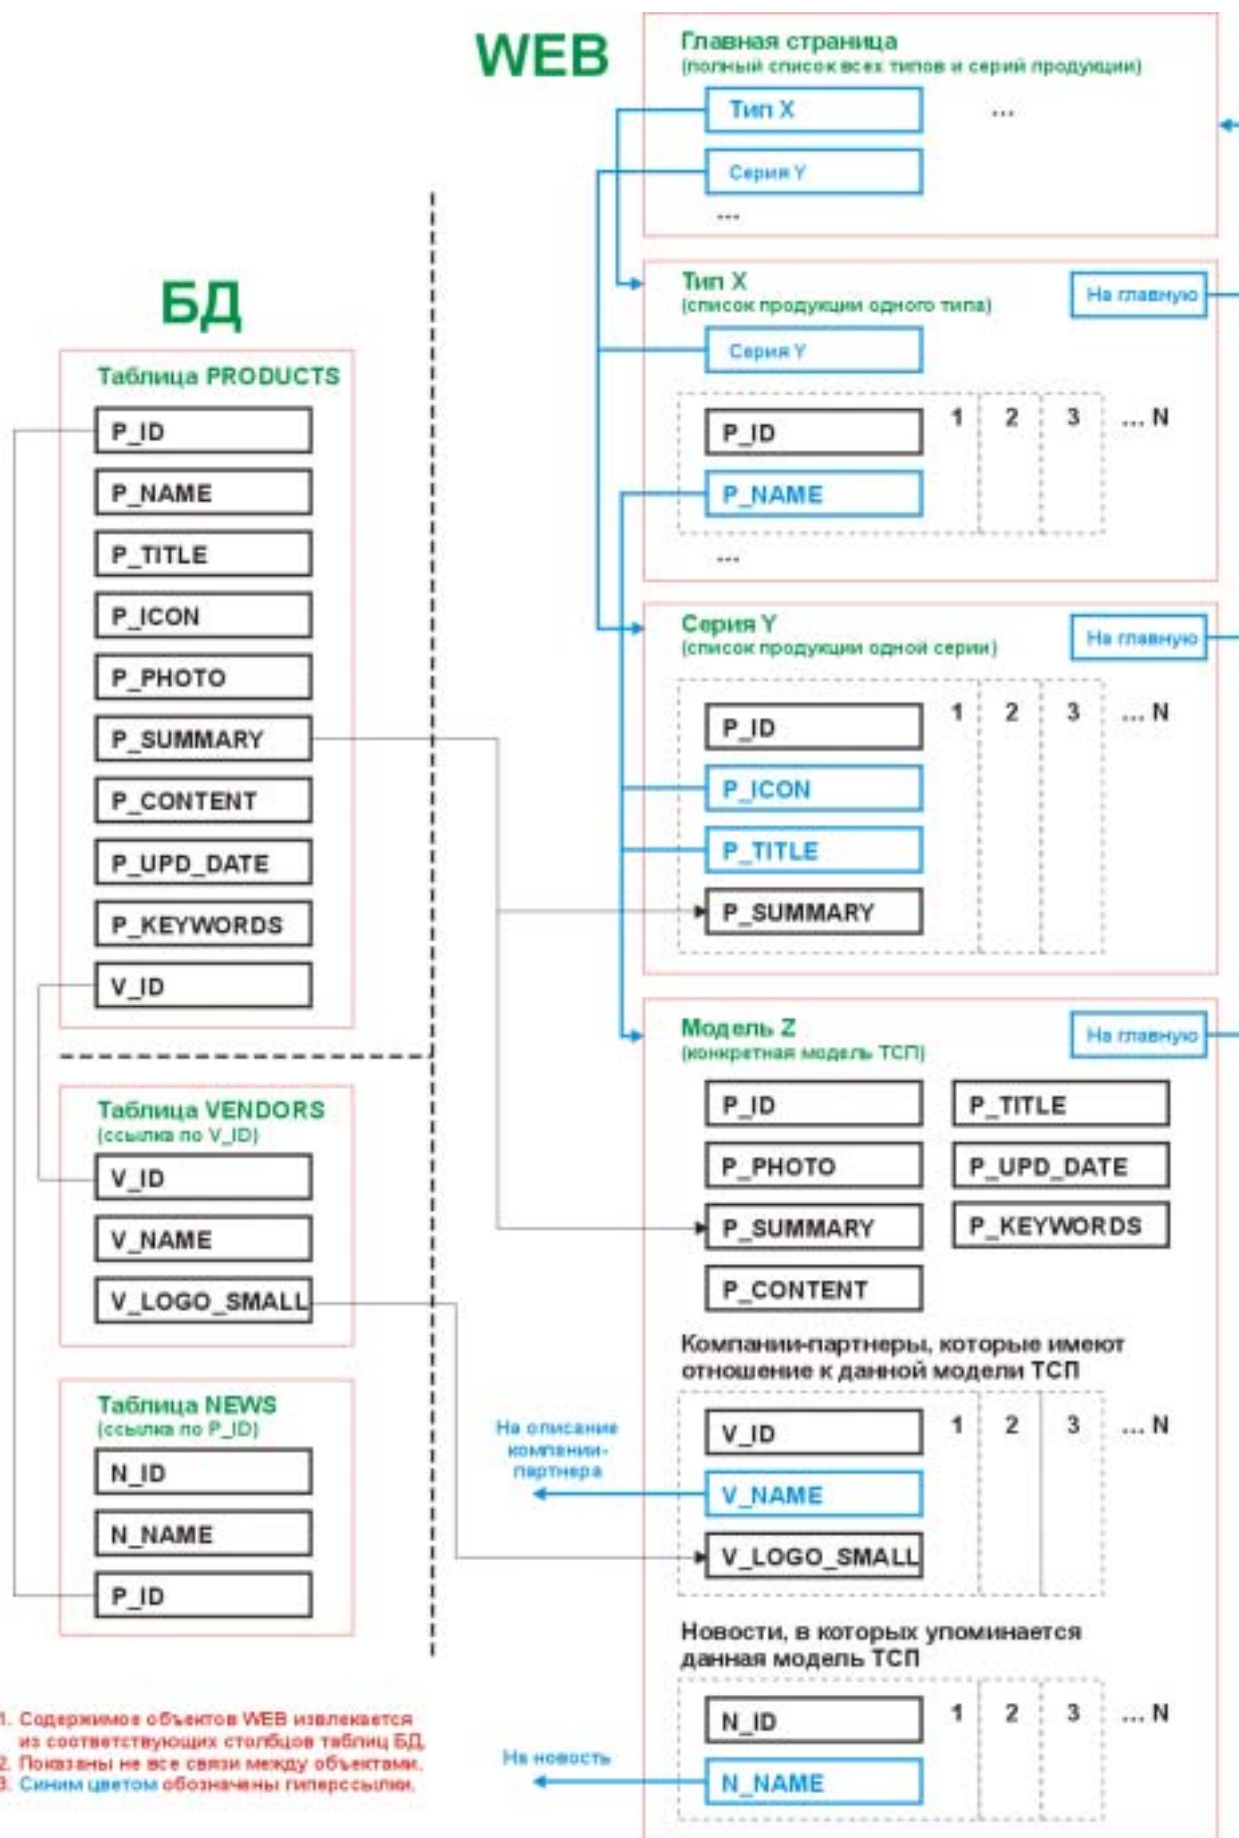 БД
Таблица PRODUCTS
P_ID
P_NAME
P_TITLE
P_ICON
P_PHOTO
P_SUMMARY
P_CONTENT
P_UPD_DATE
P_KEYWORDS
V_ID
Таблица VENDORS
(ссылка по V_ID)
V_ID
V_NAME
V_LOGO_SMALL
Таблица NEWS
(ссылка по P_ID)
N_ID
N_NAME
P_ID
1. Содержимое объектов WEB извлекается
из соответствующих столбцов таблиц БД.
2. Показаны не все связи между объектами.
3. Синим цветом обозначены гиперссылки.
WEB
Главная страница
(полный список всех типов и серий продукции)
Тип X
...
Серия Y
...
Тип X
(список продукции одного типа)
На главную
Серия Y
P_ID
1 2 3 ... N
P_NAME
...
Серия Y
(список продукции одной серии)
На главную
P_ID
1 2 3 ... N
P_ICON
P_TITLE
P_SUMMARY
Модель Z
(конкретная модель ТСП)
На главную
P_ID
P_TITLE
P_PHOTO
P_UPD_DATE
P_SUMMARY
P_KEYWORDS
P_CONTENT
Компании-партнеры, которые имеют
отношение к данной модели ТСП
V_ID
1 2 3 ... N
На описание
компании-
партнера
V_NAME
V_LOGO_SMALL
Новости, в которых упоминается
данная модель ТСП
N_ID
1 2 3 ... N
На новость
N_NAME